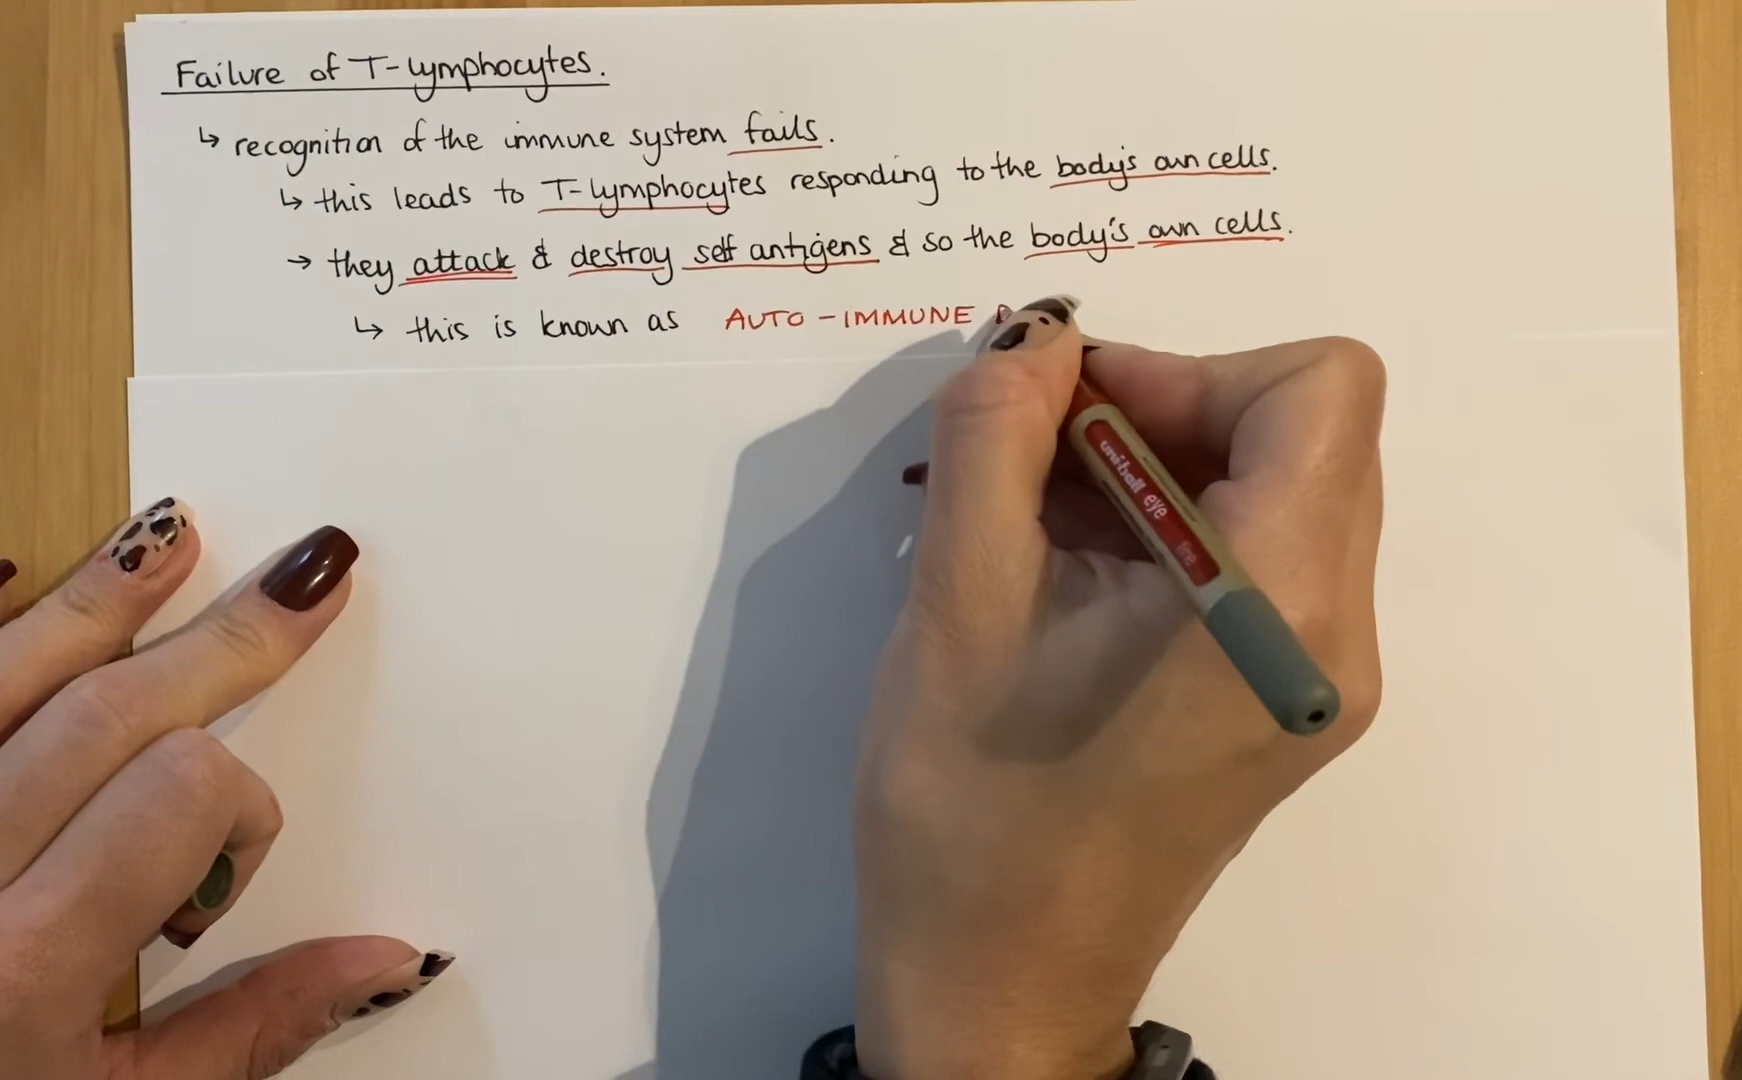 Failure of T-lymphocytes.
↳ recognition of the immune system fails.
↳ this leads to T-lymphocytes responding to the body's own cells.
→ they attack & destroy self antigens & so the body's own cells.
↳ this is known as AUTO-IMMUNE D
uni-ball eye fine